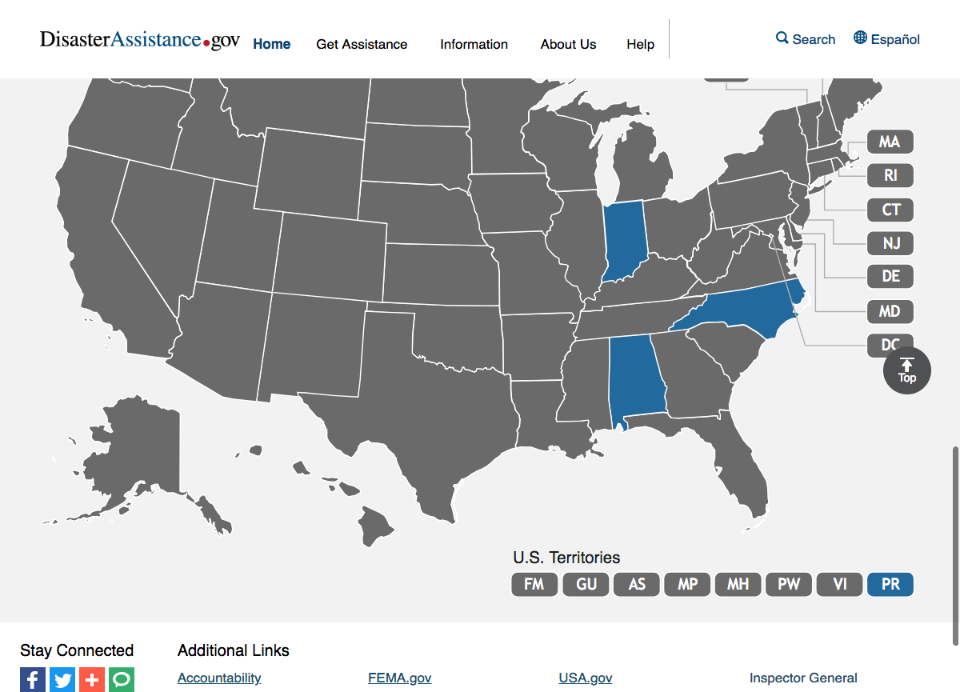 DisasterAssistance.gov Home Get Assistance Information About Us Help Search Español
MA
RI
CT
NJ
DE
MD
DC
Top
U.S. Territories
FM GU AS MP MH PW VI PR
Stay Connected Additional Links
Accountability FEMA.gov USA.gov Inspector General